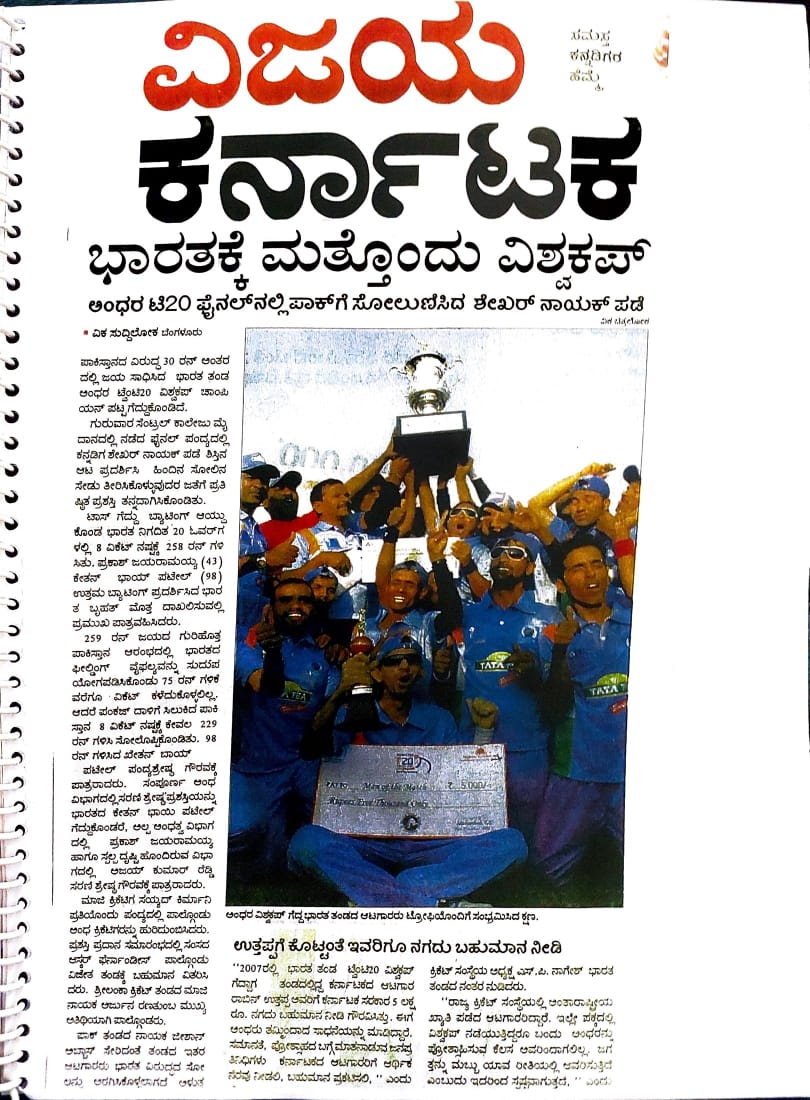 ವಿಜಯ
ಸಮಸ್ತ
ಕನ್ನಡಿಗರ
ಹೆಮ್ಮೆ
ಕರ್ನಾಟಕ
ಭಾರತಕ್ಕೆ ಮತ್ತೊಂದು ವಿಶ್ವಕಪ್
ಅಂಧರ ಟಿ20 ಫೈನಲ್‌ನಲ್ಲಿ ಪಾಕ್‌ಗೆ ಸೋಲುಣಿಸಿದ ಶೇಖರ್ ನಾಯಕ್ ಪಡೆ
ವಿಕ ಚಿತ್ರಲೋಕ
ವಿಕ ಸುದ್ದಿಲೋಕ ಬೆಂಗಳೂರು
ಪಾಕಿಸ್ತಾನದ ವಿರುದ್ಧ 30 ರನ್ ಅಂತರ
ದಲ್ಲಿ ಜಯ ಸಾಧಿಸಿದ ಭಾರತ ತಂಡ
ಅಂಧರ ಟ್ವೆಂಟಿ20 ವಿಶ್ವಕಪ್ ಚಾಂಪಿ
ಯನ್ ಪಟ್ಟ ಗೆದ್ದುಕೊಂಡಿದೆ.
ಗುರುವಾರ ಸೆಂಟ್ರಲ್ ಕಾಲೇಜು ಮೈ
ದಾನದಲ್ಲಿ ನಡೆದ ಫೈನಲ್ ಪಂದ್ಯದಲ್ಲಿ
ಕನ್ನಡಿಗ ಶೇಖರ್ ನಾಯಕ್ ಪಡೆ ಶಿಸ್ತಿನ
ಆಟ ಪ್ರದರ್ಶಿಸಿ ಹಿಂದಿನ ಸೋಲಿನ
ಸೇಡು ತೀರಿಸಿಕೊಳ್ಳುವುದರ ಜತೆಗೆ ಪ್ರತಿ
ಷ್ಠಿತ ಪ್ರಶಸ್ತಿ ತನ್ನದಾಗಿಸಿಕೊಂಡಿತು.
ಟಾಸ್ ಗೆದ್ದು ಬ್ಯಾಟಿಂಗ್ ಆಯ್ದು
ಕೊಂಡ ಭಾರತ ನಿಗದಿತ 20 ಓವರ್‌ಗ
ಳಲ್ಲಿ 8 ವಿಕೆಟ್ ನಷ್ಟಕ್ಕೆ 258 ರನ್ ಗಳಿ
ಸಿತು. ಪ್ರಕಾಶ್ ಜಯರಾಮಯ್ಯ (43)
ಕೇತನ್ ಭಾಯ್ ಪಟೇಲ್ (98)
ಉತ್ತಮ ಬ್ಯಾಟಿಂಗ್ ಪ್ರದರ್ಶಿಸಿದ ಭಾರ
ತ ಬೃಹತ್ ಮೊತ್ತ ದಾಖಲಿಸುವಲ್ಲಿ
ಪ್ರಮುಖ ಪಾತ್ರವಹಿಸಿದರು.
259 ರನ್ ಜಯದ ಗುರಿಹೊತ್ತ
ಪಾಕಿಸ್ತಾನ ಆರಂಭದಲ್ಲಿ ಭಾರತದ
ಫೀಲ್ಡಿಂಗ್ ವೈಫಲ್ಯವನ್ನು ಸದುಪ
ಯೋಗಪಡಿಸಿಕೊಂಡು 75 ರನ್ ಗಳಿಕೆ
ವರೆಗೂ ವಿಕೆಟ್ ಕಳೆದುಕೊಳ್ಳಲಿಲ್ಲ.
ಆದರೆ ಪಂಕಜ್ ದಾಳಿಗೆ ಸಿಲುಕಿದ ಪಾಕಿ
ಸ್ತಾನ 8 ವಿಕೆಟ್ ನಷ್ಟಕ್ಕೆ ಕೇವಲ 229
ರನ್ ಗಳಿಸಿ ಸೋಲೊಪ್ಪಿಕೊಂಡಿತು. 98
ರನ್ ಗಳಿಸಿದ ಖೇತನ್ ಬಾಯ್
ಪಟೇಲ್ ಪಂದ್ಯಶ್ರೇಷ್ಠ ಗೌರವಕ್ಕೆ
ಪಾತ್ರರಾದರು. ಸಂಪೂರ್ಣ ಅಂಧ
ವಿಭಾಗದಲ್ಲಿ ಸರಣಿ ಶ್ರೇಷ್ಠ ಪ್ರಶಸ್ತಿಯನ್ನು
ಭಾರತದ ಕೇತನ್ ಭಾಯಿ ಪಟೇಲ್
ಗೆದ್ದುಕೊಂಡರೆ, ಅಲ್ಪ ಅಂಧತ್ವ ವಿಭಾಗ
ದಲ್ಲಿ ಪ್ರಕಾಶ್ ಜಯರಾಮಯ್ಯ
ಹಾಗೂ ಸ್ವಲ್ಪ ದೃಷ್ಟಿ ಹೊಂದಿರುವ ವಿಭಾ
ಗದಲ್ಲಿ ಅಜಯ್ ಕುಮಾರ್ ರೆಡ್ಡಿ
ಸರಣಿ ಶ್ರೇಷ್ಠ ಗೌರವಕ್ಕೆ ಪಾತ್ರರಾದರು.
ಮಾಜಿ ಕ್ರಿಕೆಟಿಗ ಸಯ್ಯದ್ ಕಿರ್ಮಾನಿ
ಪ್ರತಿಯೊಂದು ಪಂದ್ಯದಲ್ಲಿ ಪಾಲ್ಗೊಂಡು
ಅಂಧ ಕ್ರಿಕೆಟಿಗರನ್ನು ಹುರಿದುಂಬಿಸಿದರು.
ಪ್ರಶಸ್ತಿ ಪ್ರದಾನ ಸಮಾರಂಭದಲ್ಲಿ ಸಂಸದ
ಆಸ್ಕರ್ ಫರ್ನಾಂಡೀಸ್ ಪಾಲ್ಗೊಂಡು
ವಿಜೇತ ತಂಡಕ್ಕೆ ಬಹುಮಾನ ವಿತರಿಸಿ
ದರು. ಶ್ರೀಲಂಕಾ ಕ್ರಿಕೆಟ್ ತಂಡದ ಮಾಜಿ
ನಾಯಕ ಅರ್ಜುನ ರಣತುಂಬ ಮುಖ್ಯ
ಅತಿಥಿಯಾಗಿ ಪಾಲ್ಗೊಂಡರು.
ಪಾಕ್ ತಂಡದ ನಾಯಕ ಜೀಶಾನ್
ಅಬ್ಬಾಸ್ ಸೇರಿದಂತೆ ತಂಡದ ಇತರ
ಆಟಗಾರರು ಭಾರತ ವಿರುದ್ಧದ ಸೋ
ಲನ್ನು ಅರಗಿಸಿಕೊಳ್ಳಲಾಗದೆ ಅಳುತ
TATA
TATA TEA
TATA
20
Man of the Match
₹ 5,000/-
Rupees Five Thousand Only
ಅಂಧರ ವಿಶ್ವಕಪ್ ಗೆದ್ದ ಭಾರತ ತಂಡದ ಆಟಗಾರರು ಟ್ರೋಫಿಯೊಂದಿಗೆ ಸಂಭ್ರಮಿಸಿದ ಕ್ಷಣ.
ಉತ್ತಪ್ಪಗೆ ಕೊಟ್ಟಂತೆ ಇವರಿಗೂ ನಗದು ಬಹುಮಾನ ನೀಡಿ
"2007ರಲ್ಲಿ ಭಾರತ ತಂಡ ಟ್ವೆಂಟಿ20 ವಿಶ್ವಕಪ್
ಗೆದ್ದಾಗ ತಂಡದಲ್ಲಿದ್ದ ಕರ್ನಾಟಕದ ಆಟಗಾರ
ರಾಬಿನ್ ಉತ್ತಪ್ಪ ಅವರಿಗೆ ಕರ್ನಾಟಕ ಸರಕಾರ 5 ಲಕ್ಷ
ರೂ. ನಗದು ಬಹುಮಾನ ನೀಡಿ ಗೌರವಿಸಿತ್ತು. ಈಗ
ಅಂಧರು ತಮ್ಮಿಂದಾದ ಸಾಧನೆಯನ್ನು ಮಾಡಿದ್ದಾರೆ.
ಸಮಾನತೆ, ಪ್ರೋತ್ಸಾಹದ ಬಗ್ಗೆ ಮಾತನಾಡುವ ಜನಪ್ರ
ತಿನಿಧಿಗಳು ಕರ್ನಾಟಕದ ಆಟಗಾರರಿಗೆ ಆರ್ಥಿಕ
ನೆರವು ನೀಡಲಿ, ಬಹುಮಾನ ಪ್ರಕಟಿಸಲಿ, '' ಎಂದು
ಕ್ರಿಕೆಟ್ ಸಂಸ್ಥೆಯ ಅಧ್ಯಕ್ಷ ಎಸ್.ಪಿ. ನಾಗೇಶ್ ಭಾರತ
ತಂಡದ ನಂತರ ನುಡಿದರು.
''ರಾಜ್ಯ ಕ್ರಿಕೆಟ್ ಸಂಸ್ಥೆಯಲ್ಲಿ ಅಂತಾರಾಷ್ಟ್ರೀಯ
ಖ್ಯಾತಿ ಪಡೆದ ಆಟಗಾರರಿದ್ದಾರೆ. ಇಲ್ಲೇ ಪಕ್ಕದಲ್ಲಿ
ವಿಶ್ವಕಪ್ ನಡೆಯುತ್ತಿದ್ದರೂ ಬಂದು ಅಂಧರನ್ನು
ಪ್ರೋತ್ಸಾಹಿಸುವ ಕೆಲಸ ಅವರಿಂದಾಗಲಿಲ್ಲ. ಜಗ
ತ್ತನ್ನು ಮಬ್ಬು ಯಾವ ರೀತಿಯಲ್ಲಿ ಆವರಿಸುತ್ತಿದೆ
ಎಂಬುದು ಇದರಿಂದ ಸ್ಪಷ್ಟವಾಗುತ್ತದೆ, '' ಎಂದು